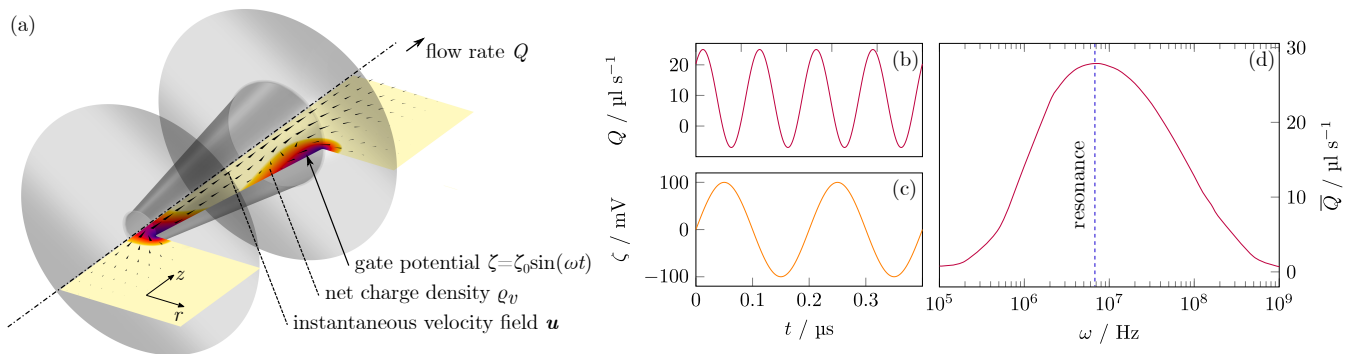 (a)
flow rate Q
z
r
gate potential ζ=ζ₀sin(ωt)
net charge density ϱᵥ
instantaneous velocity field u
(b)
Q / µl s⁻¹
20
10
0
(c)
ζ / mV
100
0
−100
0
0.1
0.2
0.3
t / µs
(d)
resonance
30
20
10
0
Q̅ / µl s⁻¹
10⁵
10⁶
10⁷
10⁸
10⁹
ω / Hz